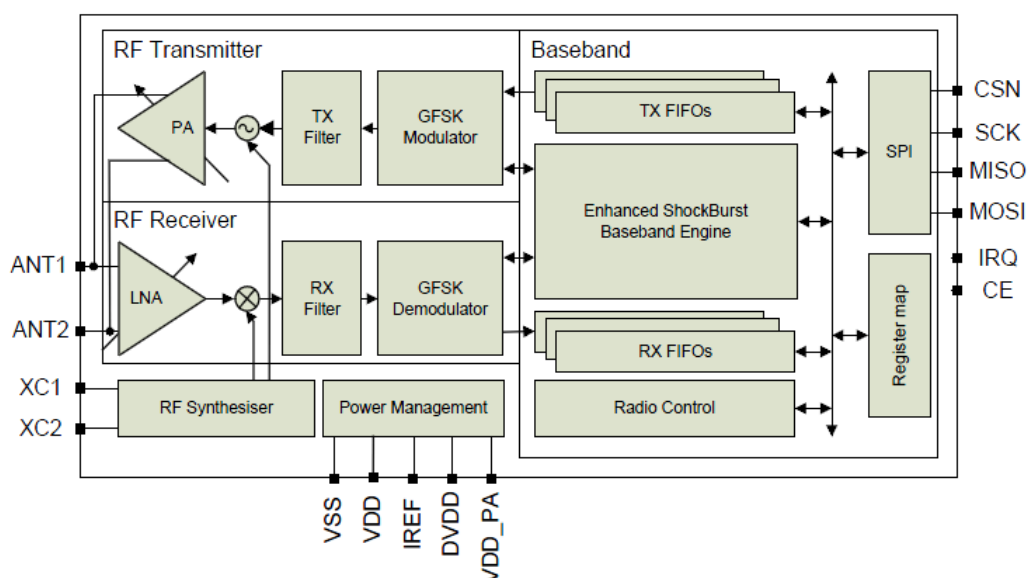 RF Transmitter
Baseband
PA
TX
Filter
GFSK
Modulator
TX FIFOs
SPI
CSN
SCK
MISO
MOSI
Enhanced ShockBurst
Baseband Engine
RF Receiver
ANT1
LNA
RX
Filter
GFSK
Demodulator
IRQ
CE
ANT2
RX FIFOs
Register map
XC1
XC2
RF Synthesiser
Power Management
Radio Control
VSS
VDD
IREF
DVDD
VDD_PA